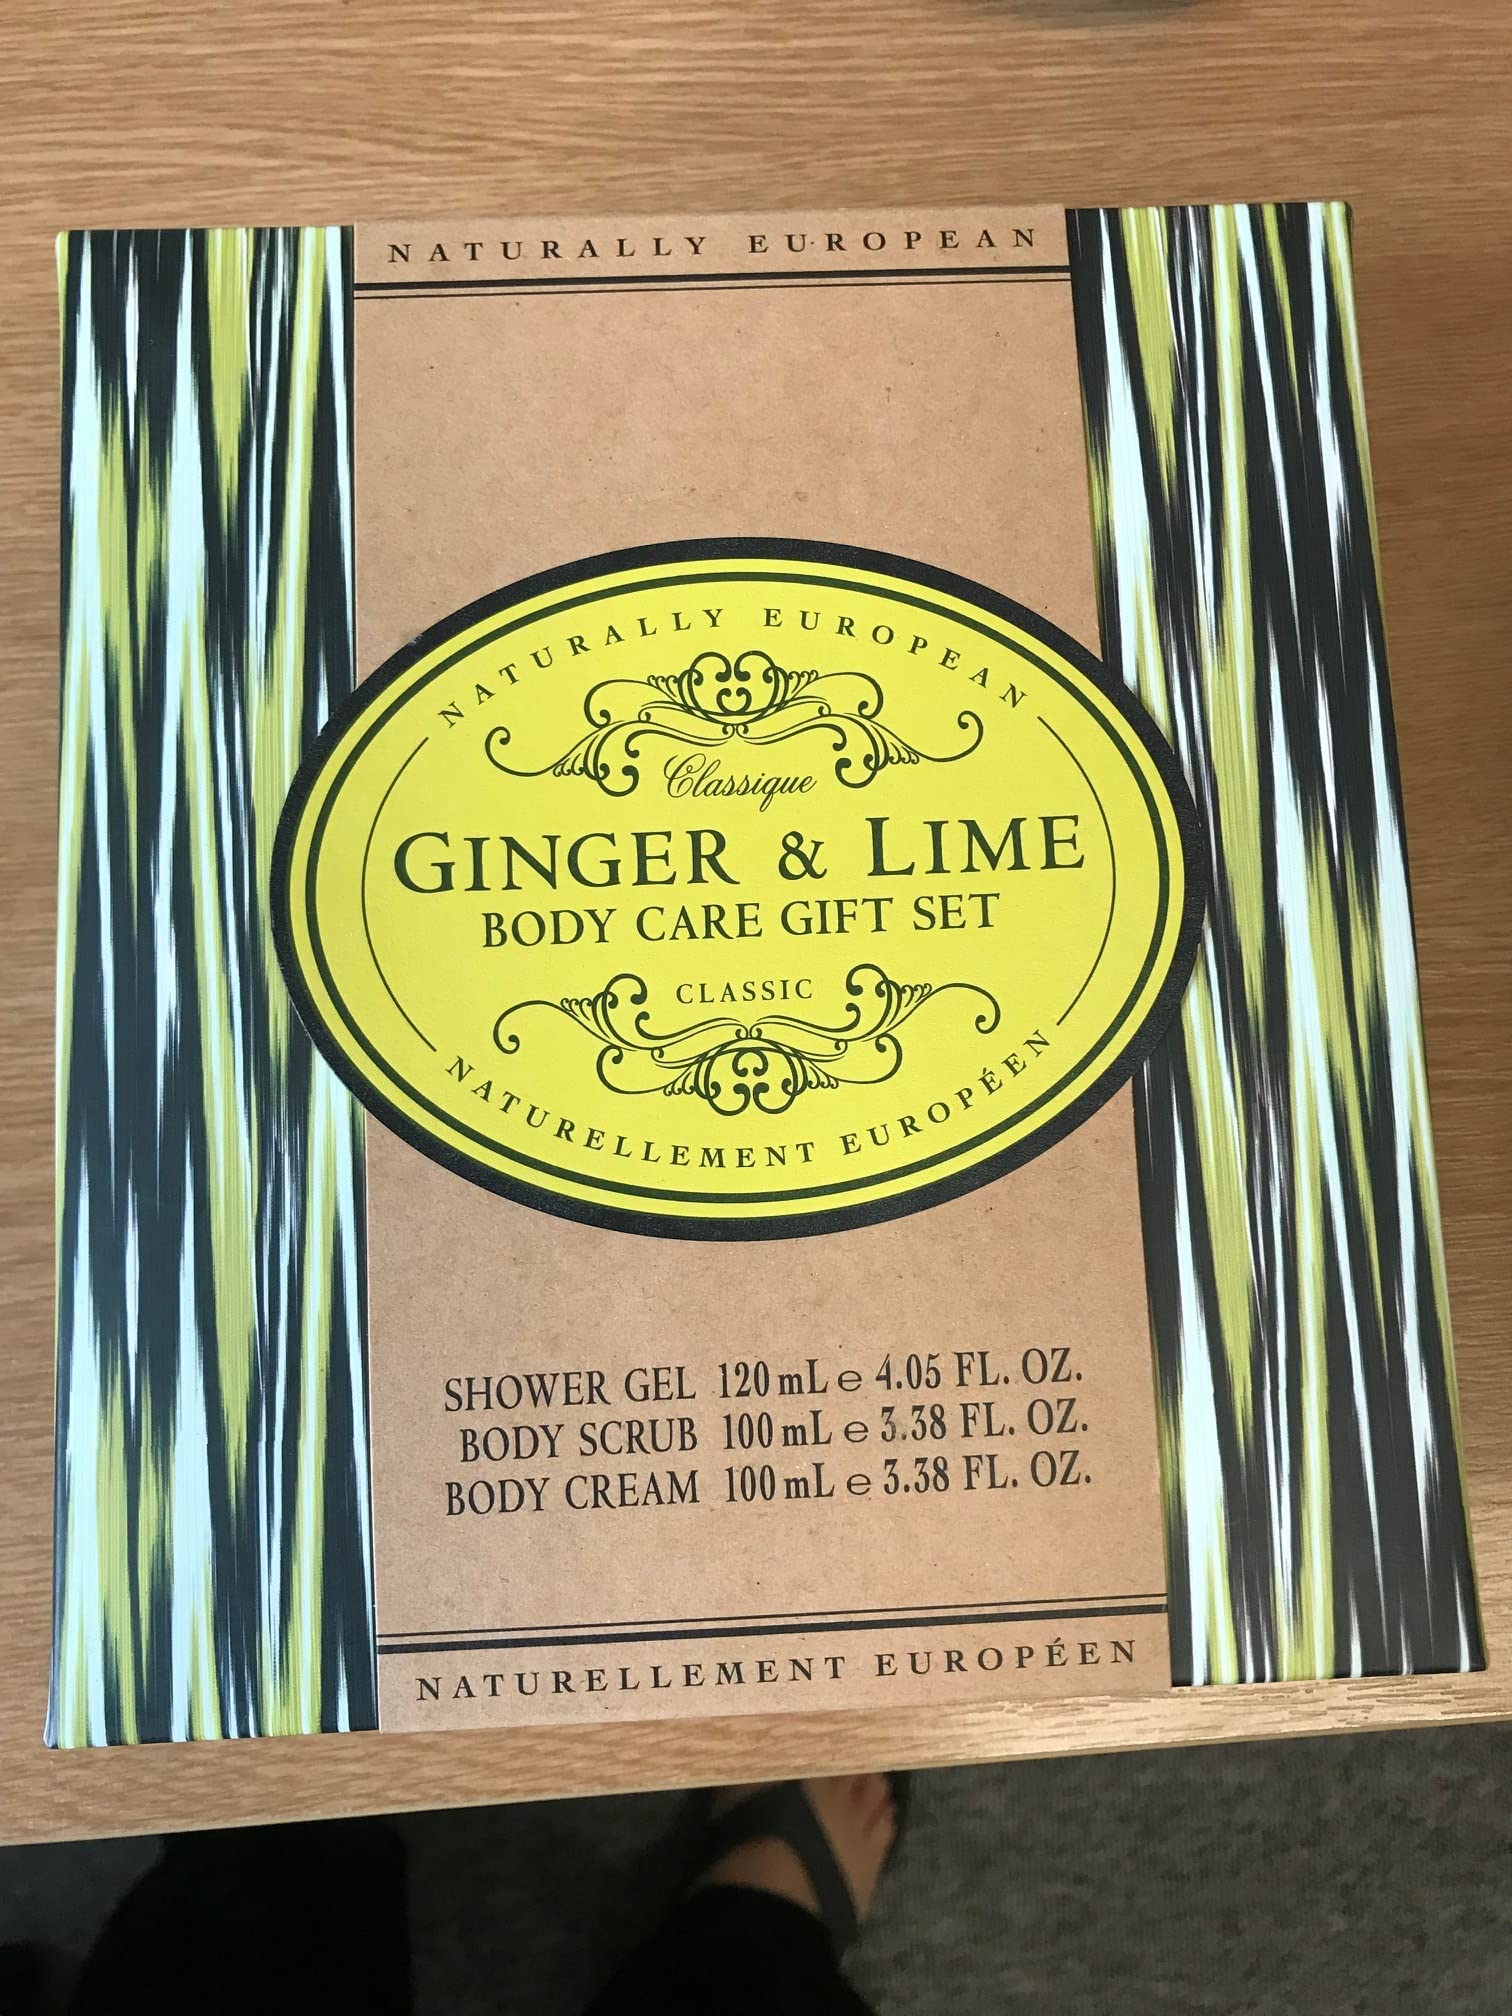 NATURALLY EUROPEAN
NATURALLY EUROPEAN
Classique
GINGER & LIME
BODY CARE GIFT SET
CLASSIC
NATURELLEMENT EUROPÉEN
SHOWER GEL 120 mL ℮ 4.05 FL. OZ.
BODY SCRUB 100 mL ℮ 3.38 FL. OZ.
BODY CREAM 100 mL ℮ 3.38 FL. OZ.
NATURELLEMENT EUROPÉEN